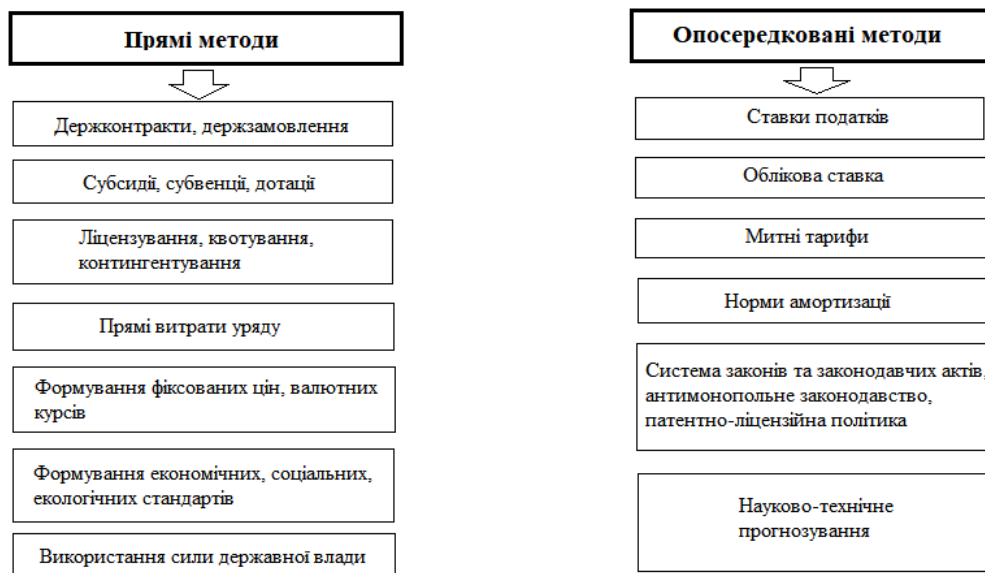 Прямі методи
Держконтракти, держзамовлення
Субсидії, субвенції, дотації
Ліцензування, квотування,
контингентування
Прямі витрати уряду
Формування фіксованих цін, валютних
курсів
Формування економічних, соціальних,
екологічних стандартів
Використання сили державної влади
Опосередковані методи
Ставки податків
Облікова ставка
Митні тарифи
Норми амортизації
Система законів та законодавчих актів,
антимонопольне законодавство,
патентно-ліцензійна політика
Науково-технічне
прогнозування